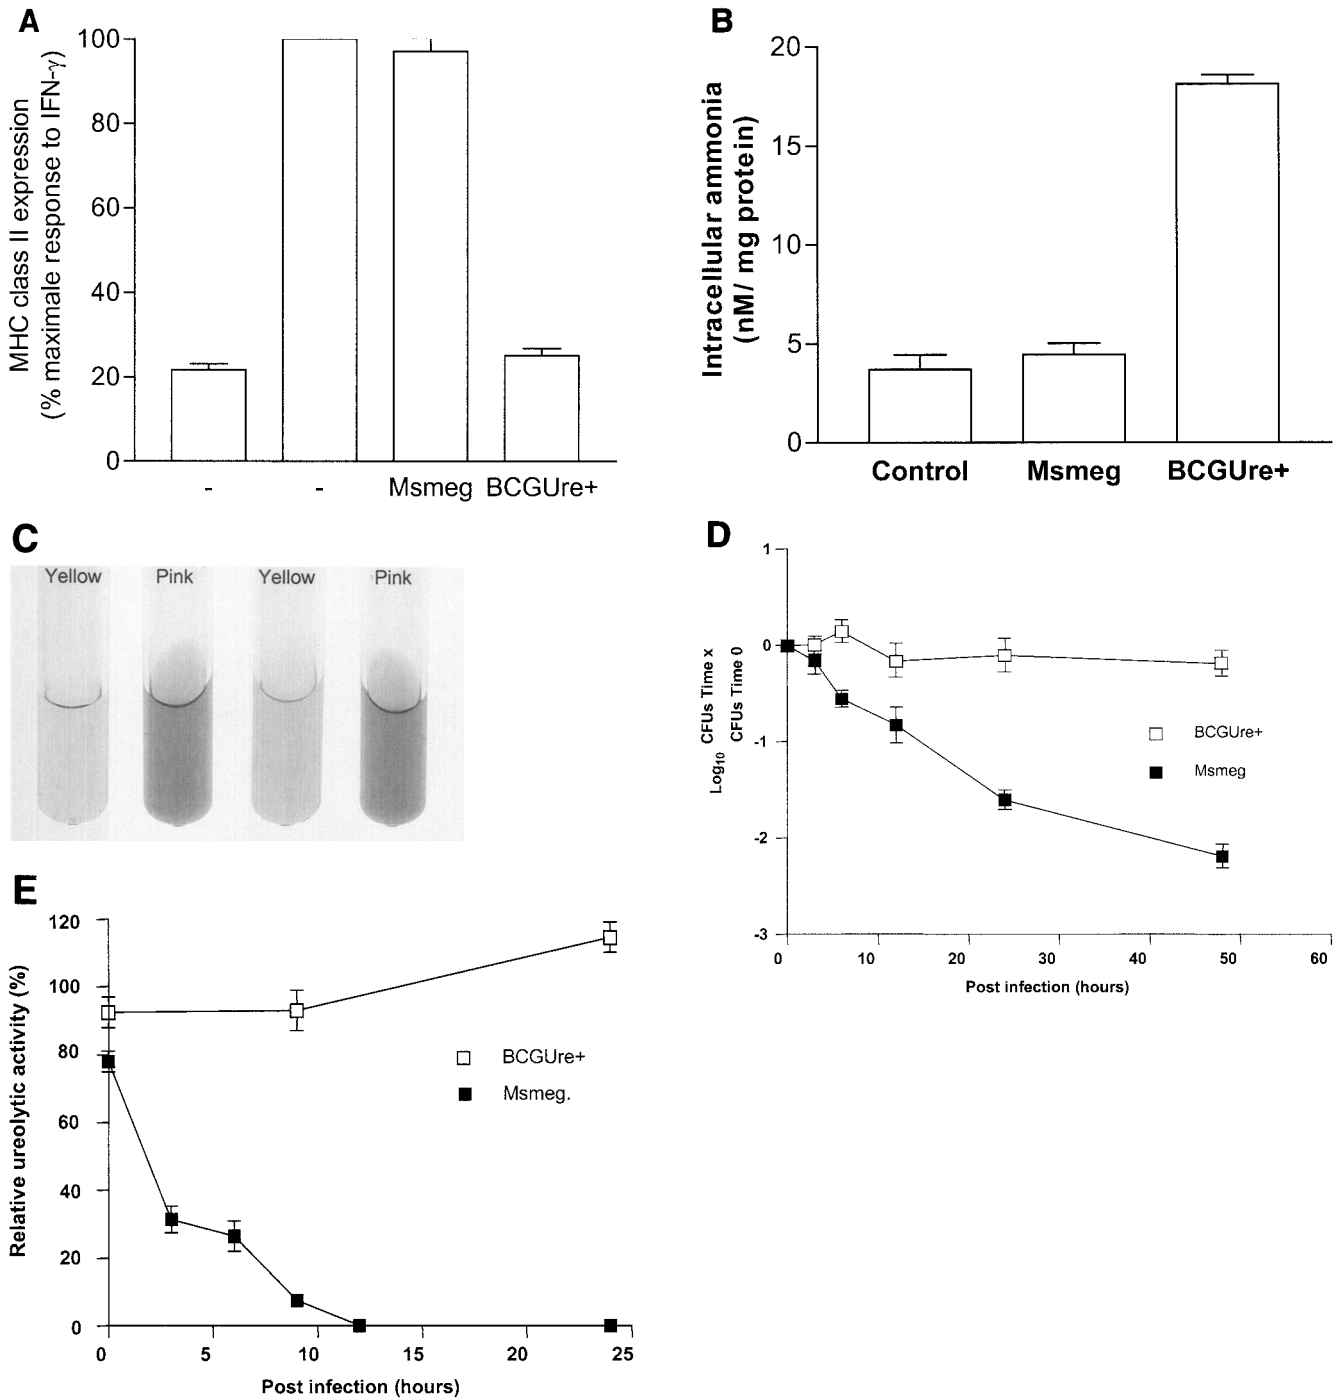 A
MHC class II expression
(% maximale response to IFN-γ)
100
80
60
40
20
0
- - Msmeg BCGUre+
B
Intracellular ammonia
(nM/ mg protein)
20
15
10
5
0
Control Msmeg BCGUre+
C
Yellow Pink Yellow Pink
D
Log10 CFUs Time x
CFUs Time 0
1
0
-1
-2
-3
BCGUre+
Msmeg
0 10 20 30 40 50 60
Post infection (hours)
E
Relative ureolytic activity (%)
120
100
80
60
40
20
0
BCGUre+
Msmeg.
0 5 10 15 20 25
Post infection (hours)